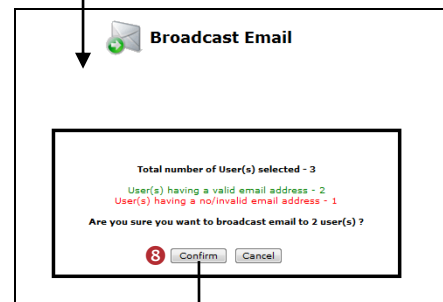 Broadcast Email
Total number of User(s) selected - 3
User(s) having a valid email address - 2
User(s) having a no/invalid email address - 1
Are you sure you want to broadcast email to 2 user(s) ?
8 Confirm Cancel